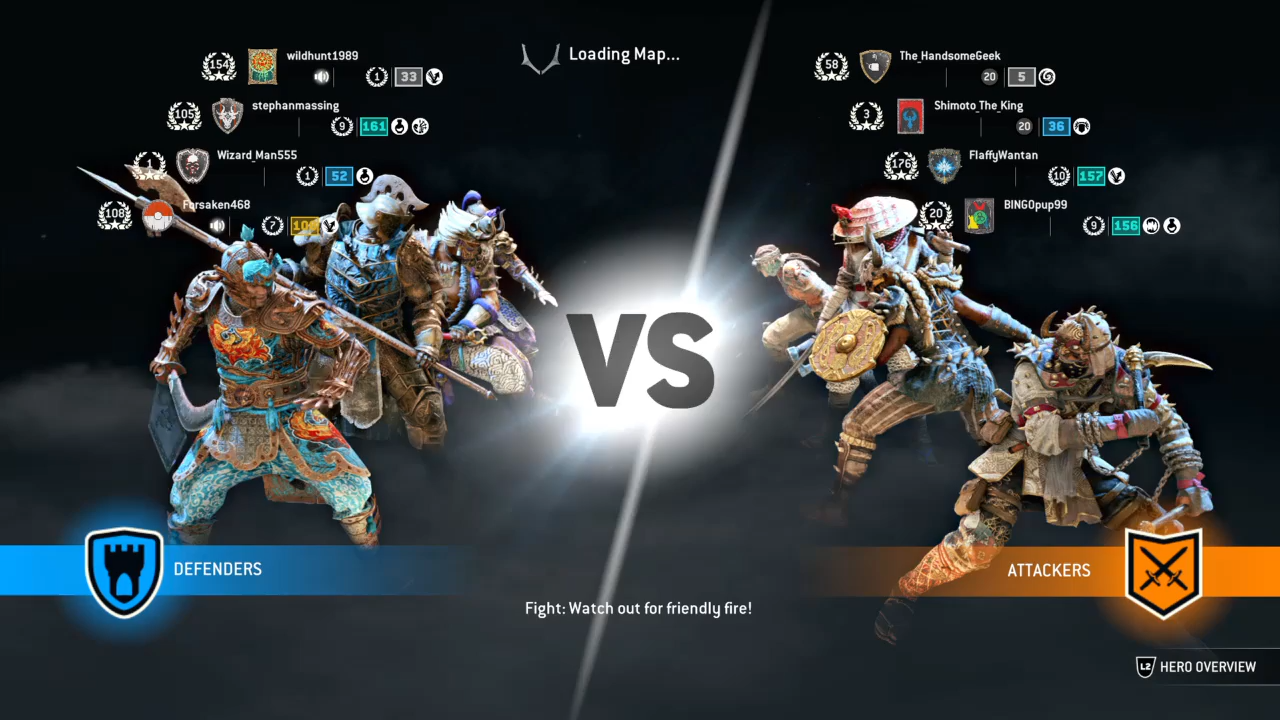 Loading Map...
154 wildhunt1989
1 33
105 stephanmassing
9 161
1 Wizard_Man555
1 52
108 Forsaken468
7
58 The_HandsomeGeek
20 5
3 Shimoto_The_King
20 36
176 FlaffyWantan
10 157
20 BINGOpup99
9 156
VS
DEFENDERS
ATTACKERS
Fight: Watch out for friendly fire!
L2 HERO OVERVIEW